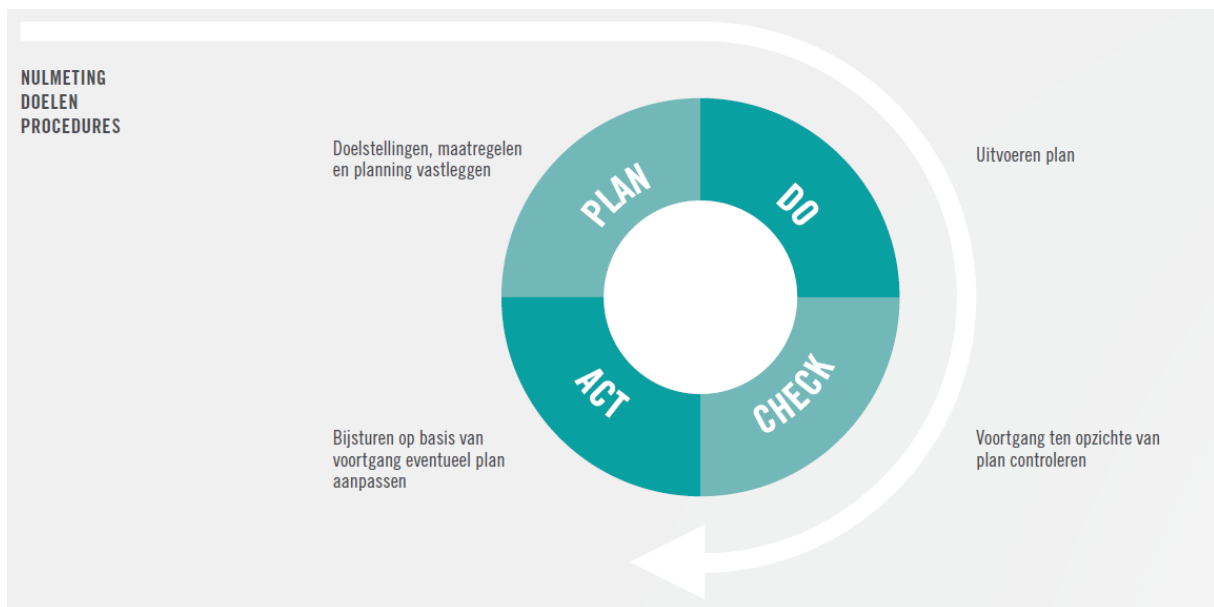 NULMETING
DOELEN
PROCEDURES
Doelstellingen, maatregelen
en planning vastleggen
PLAN
DO
Uitvoeren plan
ACT
CHECK
Bijsturen op basis van
voortgang eventueel plan
aanpassen
Voortgang ten opzichte van
plan controleren